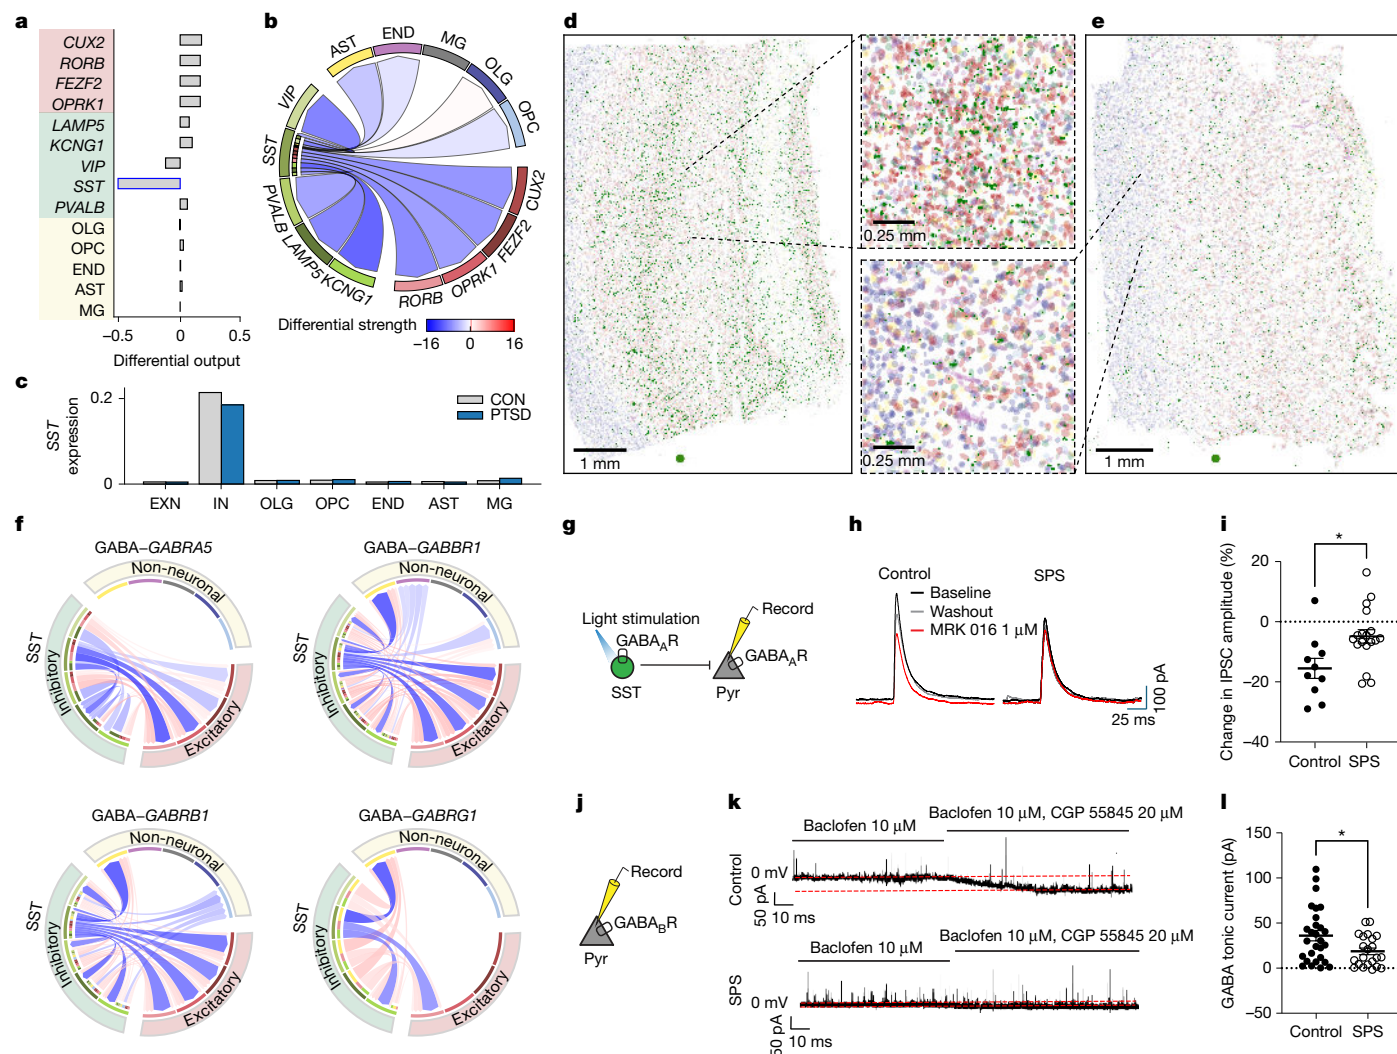 a
CUX2
RORB
FEZF2
OPRK1
LAMP5
KCNG1
VIP
SST
PVALB
OLG
OPC
END
AST
MG
−0.5 0 0.5
Differential output
b
AST
END
MG
OLG
OPC
VIP
SST
PVALB
LAMP5
KCNG1
RORB
OPRK1
FEZF2
CUX2
Differential strength
−16 0 16
c
SST
expression
0.2
0
CON
PTSD
EXN IN OLG OPC END AST MG
d
1 mm
0.25 mm
0.25 mm
e
1 mm
f
GABA–GABRA5
Non-neuronal
SST
Inhibitory
Excitatory
GABA–GABBR1
Non-neuronal
SST
Inhibitory
Excitatory
GABA–GABRB1
Non-neuronal
SST
Inhibitory
Excitatory
GABA–GABRG1
Non-neuronal
SST
Inhibitory
Excitatory
g
Light stimulation
Record
GABAAR
GABAAR
SST
Pyr
h
Control
SPS
Baseline
Washout
MRK 016 1 μM
100 pA
25 ms
i
Change in IPSC amplitude (%)
20
0
−20
−40
*
Control SPS
j
Record
GABABR
Pyr
k
Baclofen 10 μM
Baclofen 10 μM, CGP 55845 20 μM
Control
0 mV
50 pA
10 ms
Baclofen 10 μM
Baclofen 10 μM, CGP 55845 20 μM
SPS
0 mV
50 pA
10 ms
l
GABA tonic current (pA)
150
100
50
0
−50
*
Control SPS